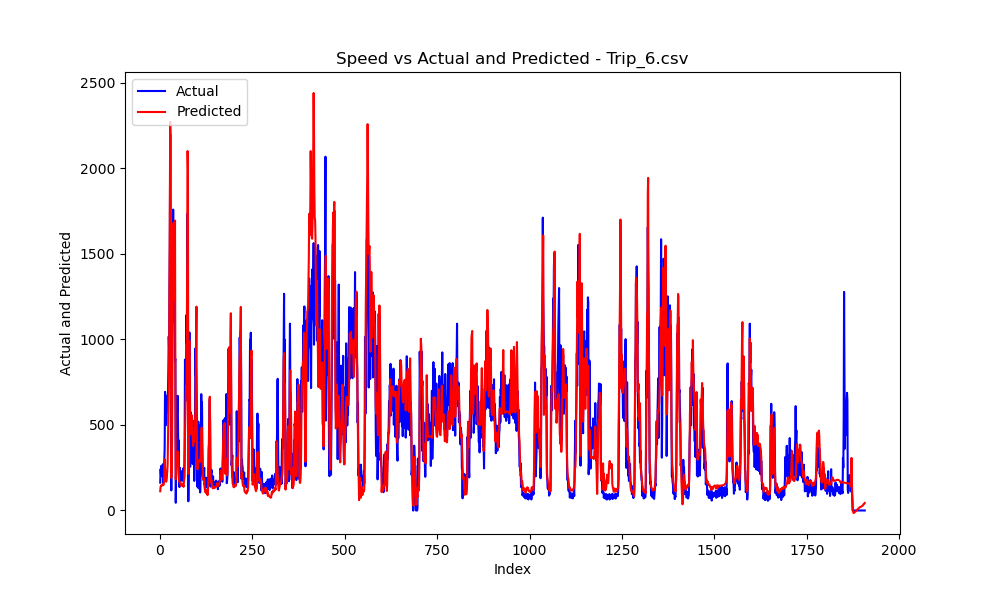 Speed vs Actual and Predicted - Trip_6.csv
Actual
Predicted
2500
2000
1500
1000
500
0
Actual and Predicted
0 250 500 750 1000 1250 1500 1750 2000
Index